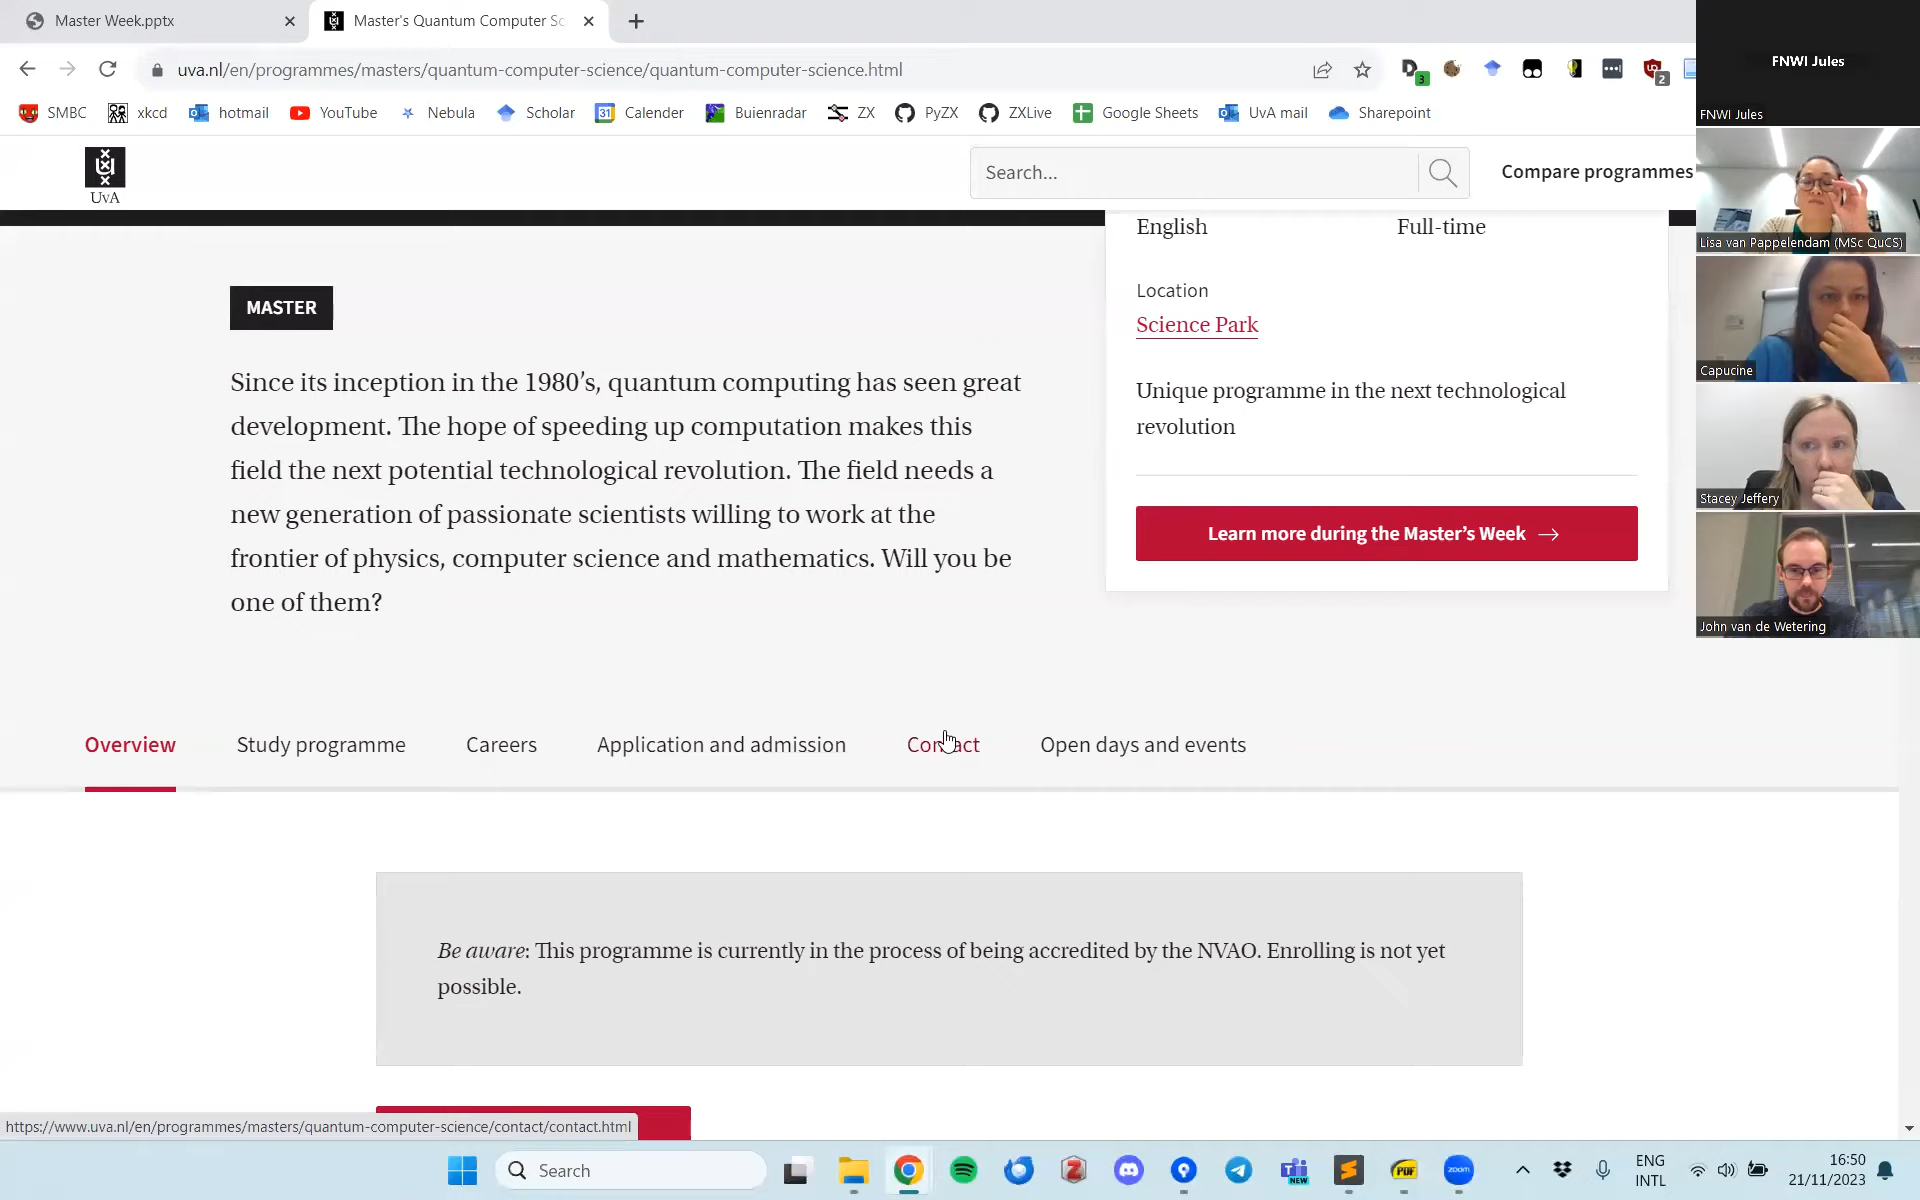 Master Week.pptx
Master's Quantum Computer Sc
uva.nl/en/programmes/masters/quantum-computer-science/quantum-computer-science.html
3
2
SMBC
xkcd
hotmail
YouTube
Nebula
Scholar
31
Calender
Buienradar
ZX
PyZX
ZXLive
Google Sheets
UvA mail
Sharepoint
UvA
Search...
Compare programmes
English
Full-time
MASTER
Location
Science Park
Since its inception in the 1980’s, quantum computing has seen great
development. The hope of speeding up computation makes this
field the next potential technological revolution. The field needs a
new generation of passionate scientists willing to work at the
frontier of physics, computer science and mathematics. Will you be
one of them?
Unique programme in the next technological
revolution
Learn more during the Master’s Week
Overview
Study programme
Careers
Application and admission
Contact
Open days and events
Be aware: This programme is currently in the process of being accredited by the NVAO. Enrolling is not yet
possible.
https://www.uva.nl/en/programmes/masters/quantum-computer-science/contact/contact.html
FNWI Jules
FNWI Jules
Lisa van Pappelendam (MSc QuCS)
Capucine
Stacey Jeffery
John van de Wetering
Search
NEW
PDF
zoom
ENG
INTL
16:50
21/11/2023